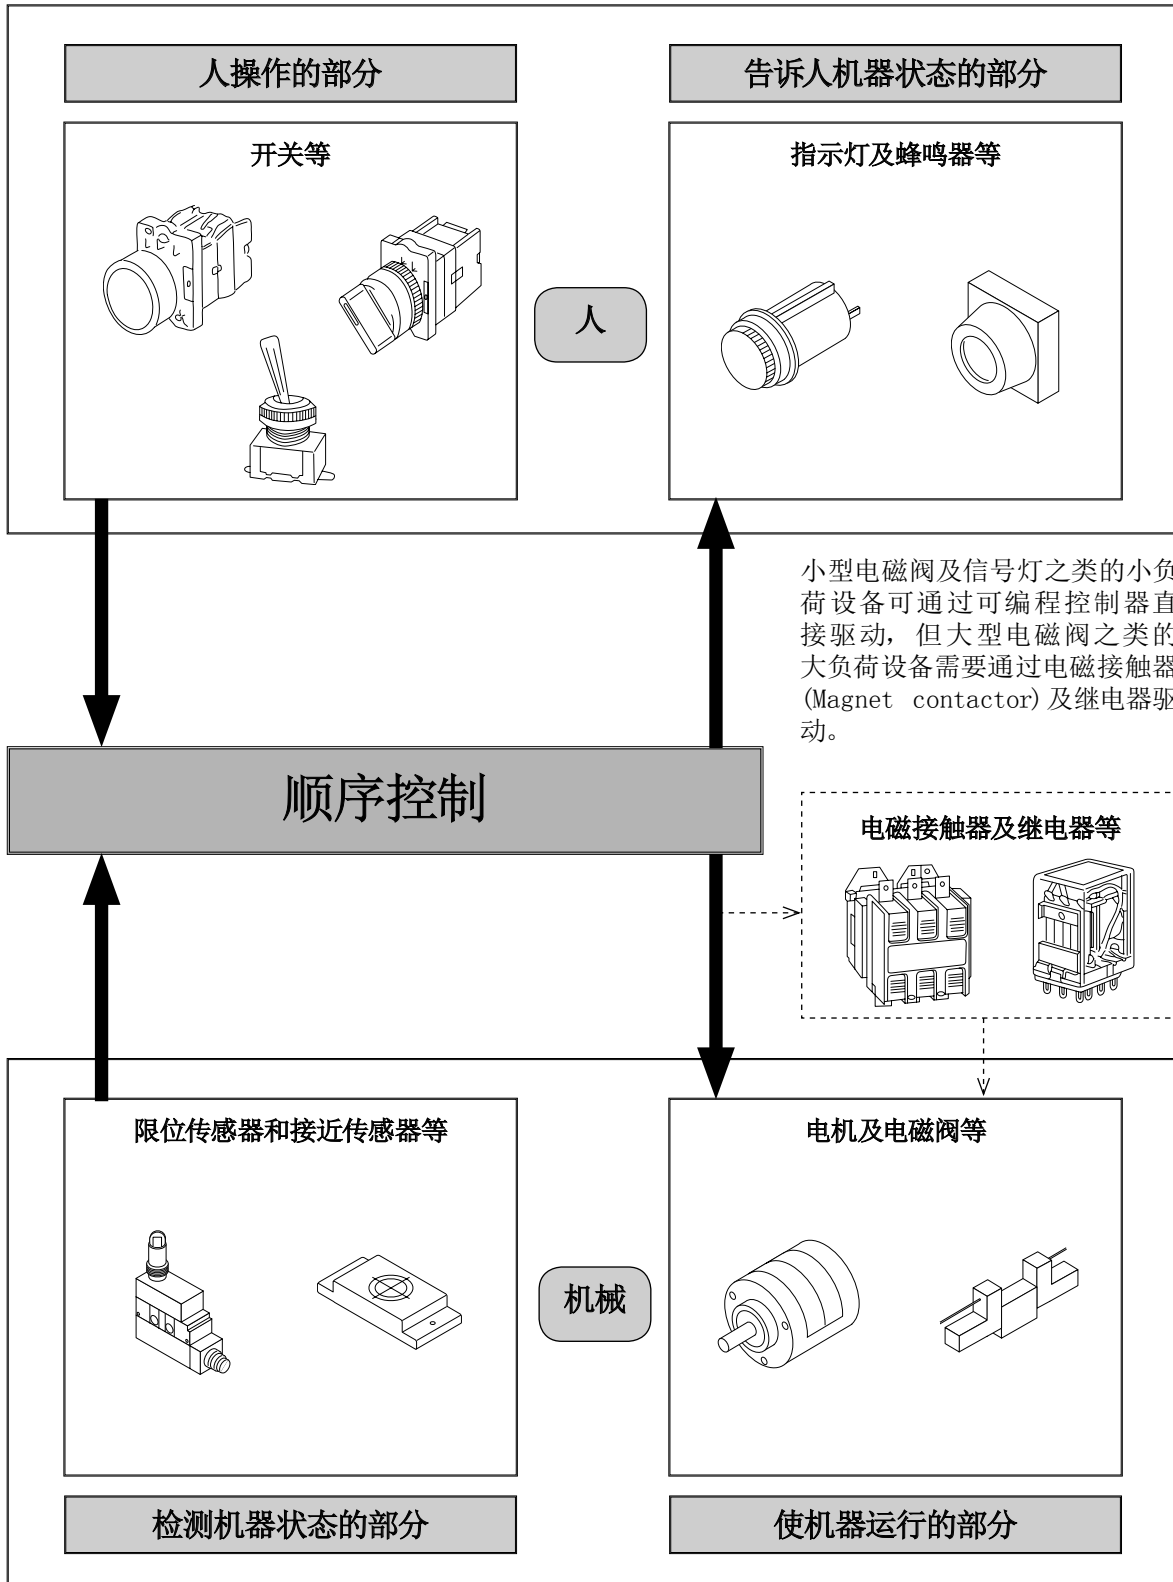 人操作的部分
告诉人机器状态的部分
开关等
指示灯及蜂鸣器等
人
小型电磁阀及信号灯之类的小负
荷设备可通过可编程控制器直
接驱动，但大型电磁阀之类的
大负荷设备需要通过电磁接触器
(Magnet contactor)及继电器驱
动。
顺序控制
电磁接触器及继电器等
限位传感器和接近传感器等
电机及电磁阀等
机械
检测机器状态的部分
使机器运行的部分